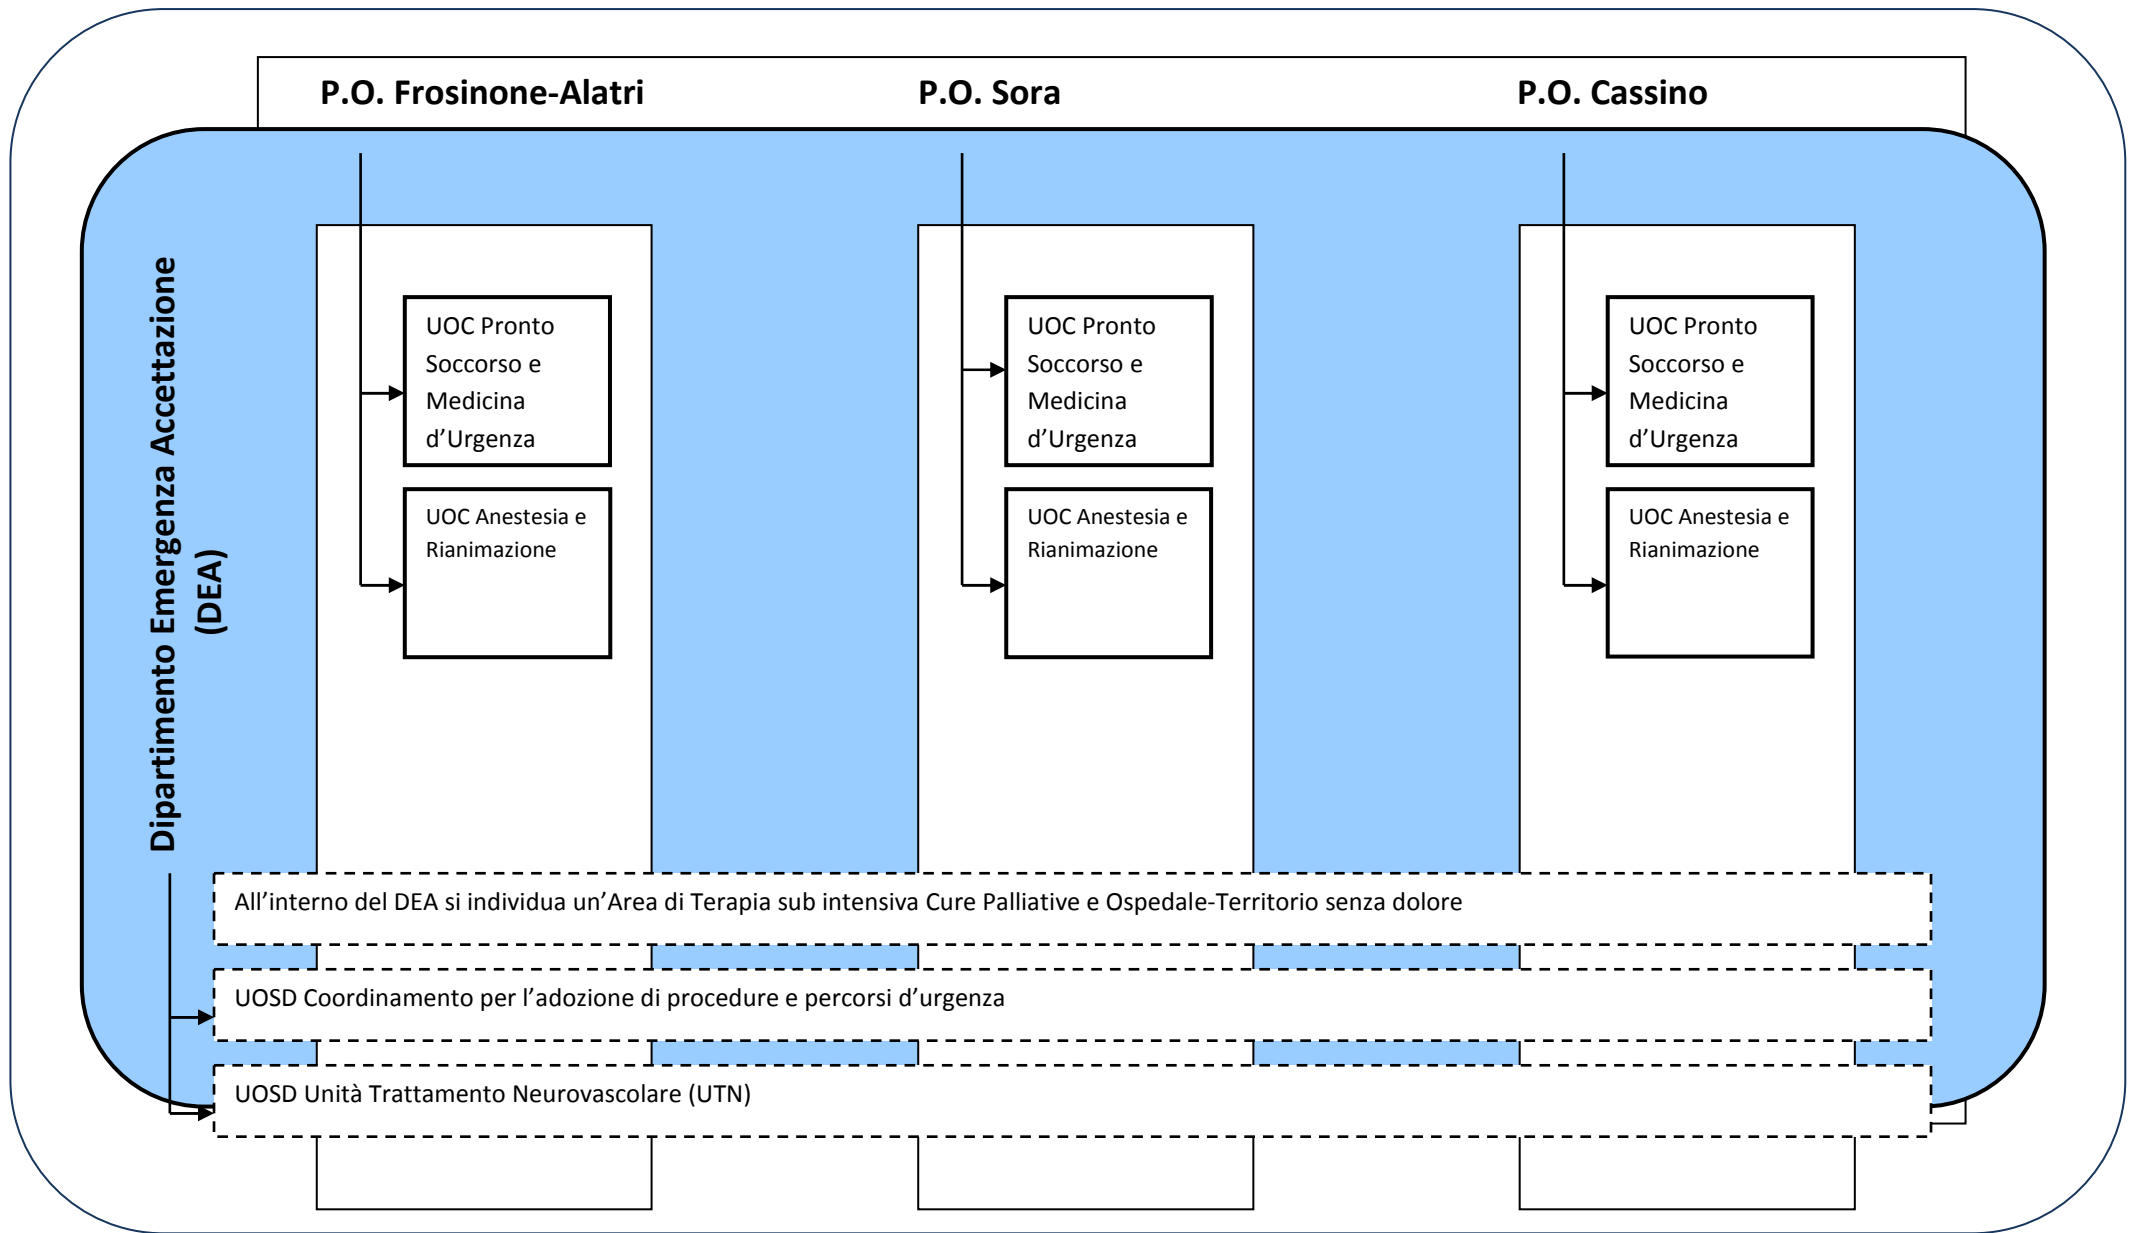 P.O. Frosinone-Alatri
P.O. Sora
P.O. Cassino
Dipartimento Emergenza Accettazione
(DEA)
UOC Pronto
Soccorso e
Medicina
d’Urgenza
UOC Anestesia e
Rianimazione
UOC Pronto
Soccorso e
Medicina
d’Urgenza
UOC Anestesia e
Rianimazione
UOC Pronto
Soccorso e
Medicina
d’Urgenza
UOC Anestesia e
Rianimazione
All’interno del DEA si individua un’Area di Terapia sub intensiva Cure Palliative e Ospedale-Territorio senza dolore
UOSD Coordinamento per l’adozione di procedure e percorsi d’urgenza
UOSD Unità Trattamento Neurovascolare (UTN)